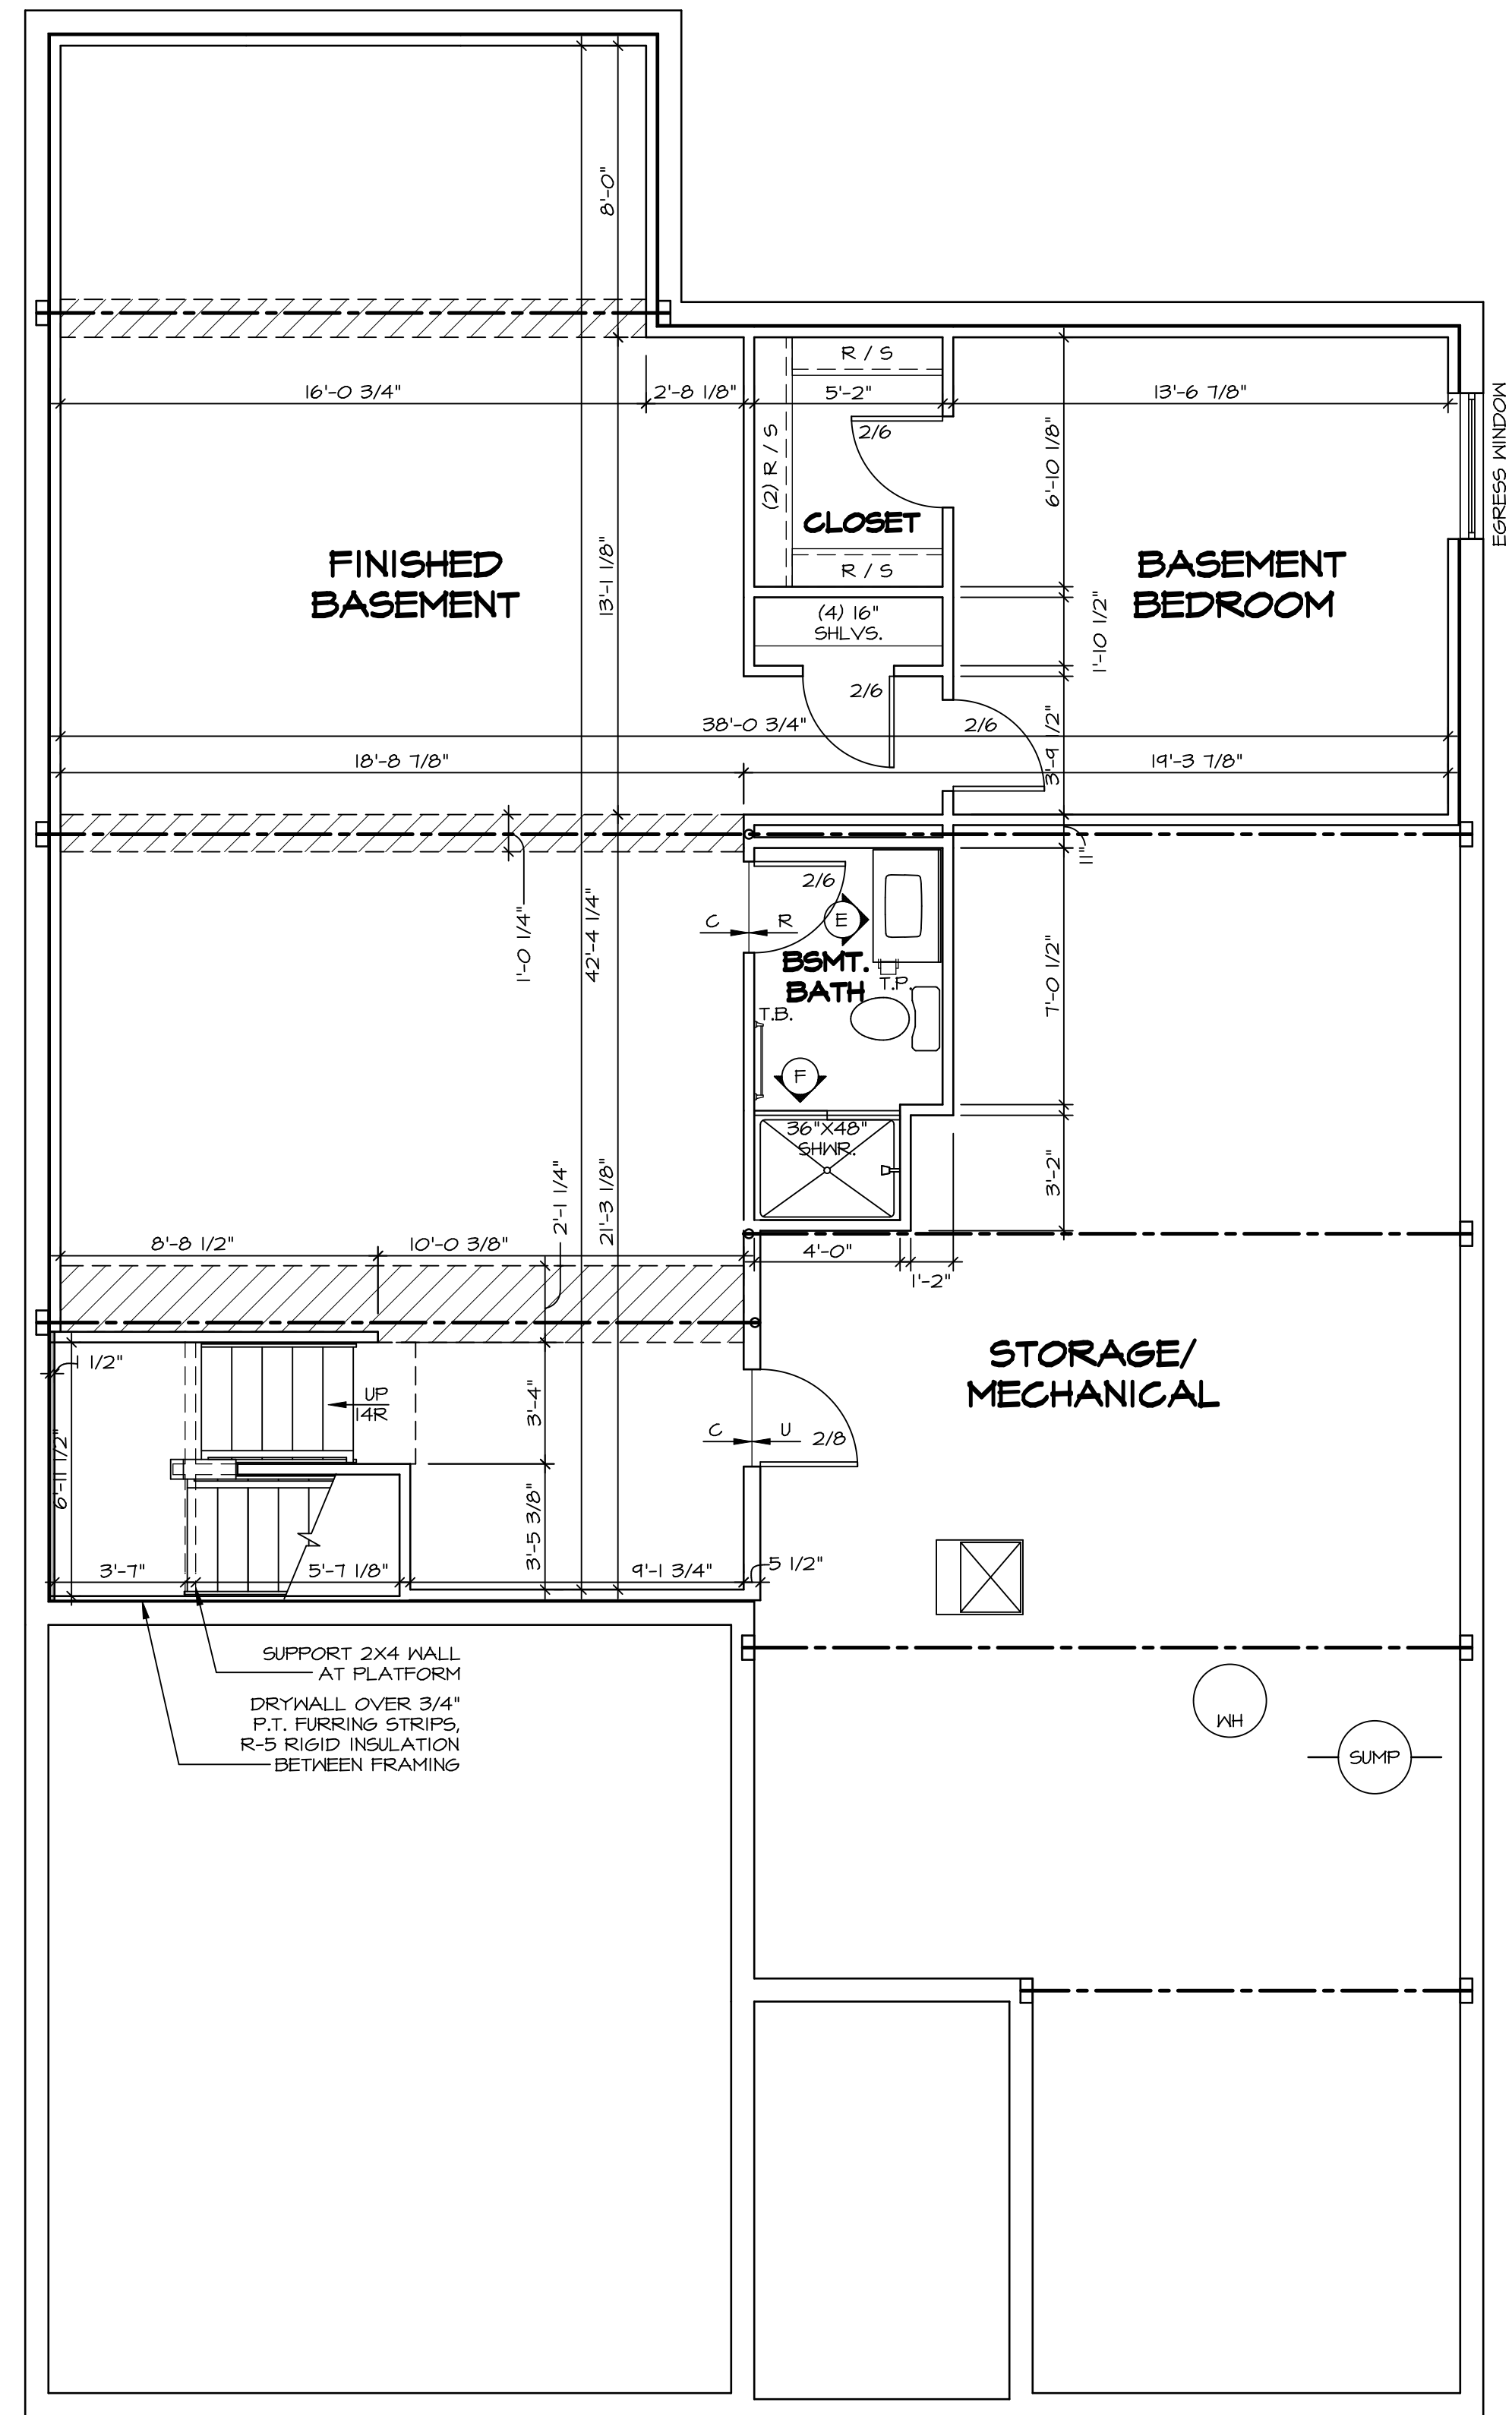 8'-0"
R / S
16'-0 3/4"
2'-8 1/8"
5'-2"
13'-6 7/8"
EGRESS WINDOW
2/6
(2) R / S
6'-10 1/8"
CLOSET
FINISHED
BASEMENT
13'-1 1/8"
BASEMENT
BEDROOM
R / S
(4) 16"
SHLVS.
1'-10 1/2"
2/6
38'-0 3/4"
2/6
3'-9 1/2"
18'-8 7/8"
19'-3 7/8"
11"
2/6
C
R
E
1'-0 1/4"
42'-4 1/4"
BSMT.
BATH
T.P.
T.B.
7'-0 1/2"
F
36"X48"
SHWR.
3'-2"
2'-1 1/4"
21'-3 1/8"
8'-8 1/2"
10'-0 3/8"
4'-0"
1'-2"
STORAGE/
MECHANICAL
1 1/2"
UP
14R
3'-4"
C
U
2/8
6'-11 1/2"
3'-5 3/8"
3'-7"
5'-7 1/8"
9'-1 3/4"
5 1/2"
SUPPORT 2X4 WALL
AT PLATFORM
DRYWALL OVER 3/4"
P.T. FURRING STRIPS,
R-5 RIGID INSULATION
BETWEEN FRAMING
WH
SUMP